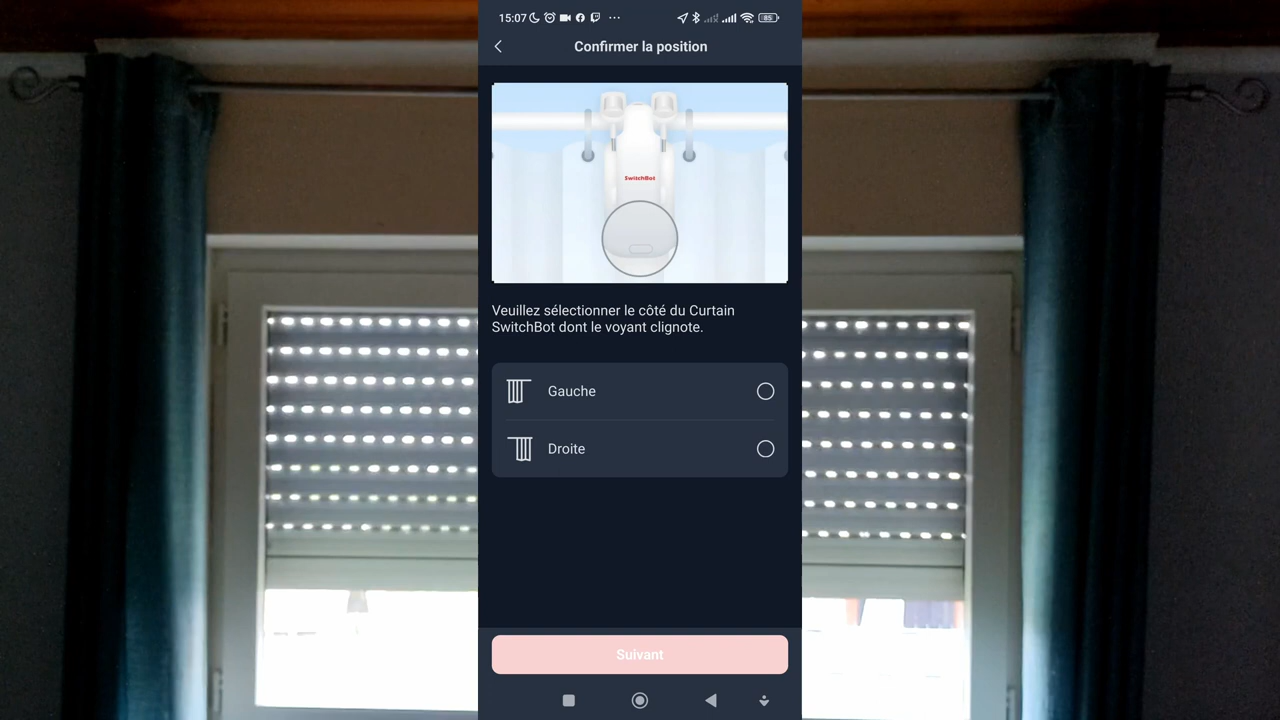 15:07
85
Confirmer la position
SwitchBot
Veuillez sélectionner le côté du Curtain
SwitchBot dont le voyant clignote.
Gauche
Droite
Suivant